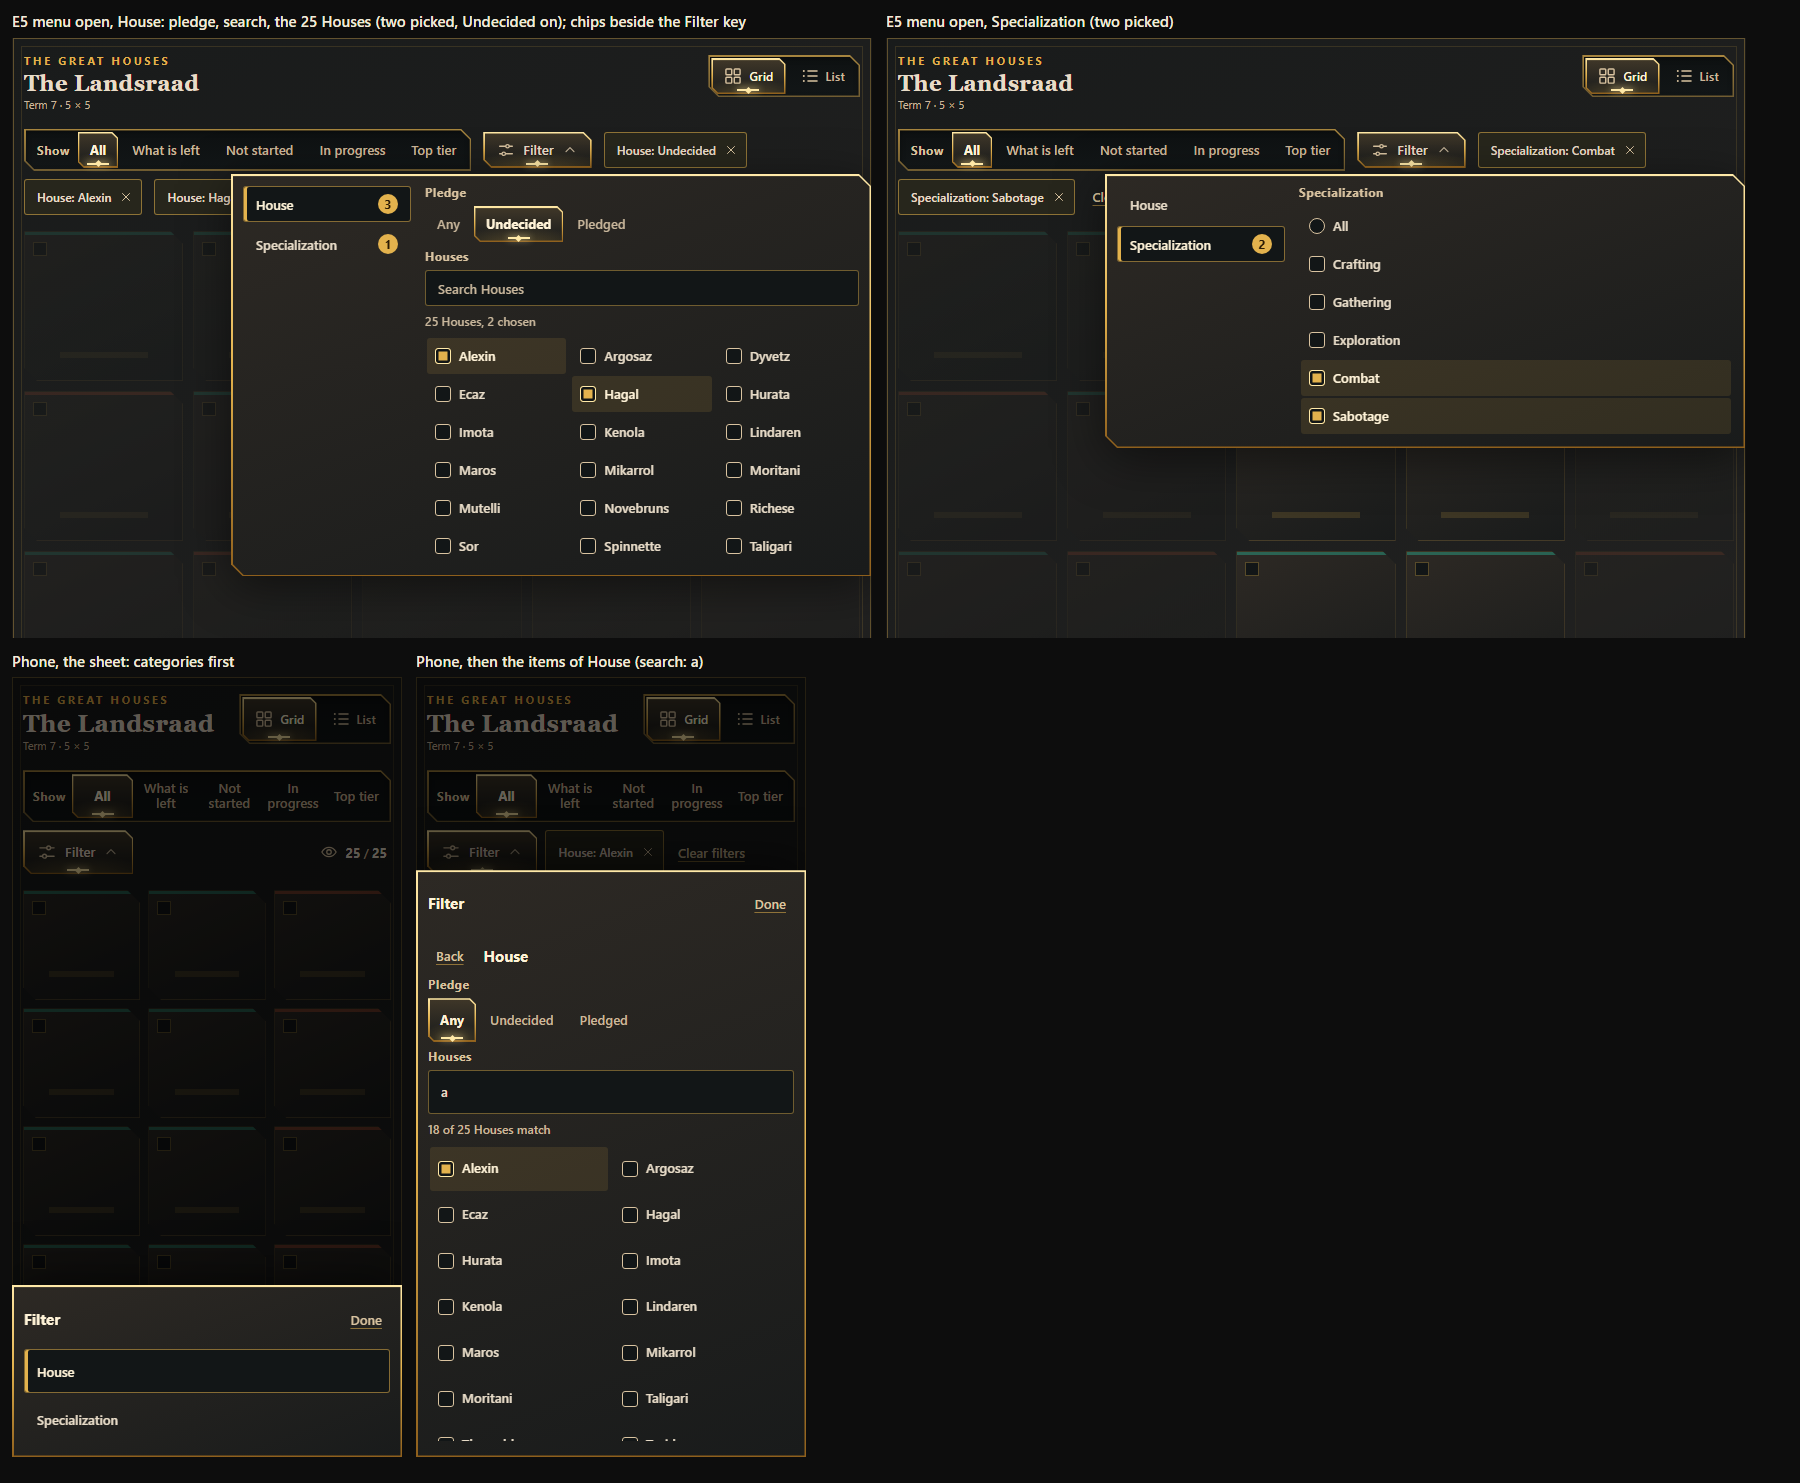 E5 menu open, House: pledge, search, the 25 Houses (two picked, Undecided on); chips beside the Filter key
THE GREAT HOUSES
The Landsraad
Term 7 · 5 × 5
Grid
List
Show
All
What is left
Not started
In progress
Top tier
Filter
House: Undecided
House: Alexin
House: Hag
House
3
Specialization
1
Pledge
Any
Undecided
Pledged
Houses
Search Houses
25 Houses, 2 chosen
Alexin
Argosaz
Dyvetz
Ecaz
Hagal
Hurata
Imota
Kenola
Lindaren
Maros
Mikarrol
Moritani
Mutelli
Novebruns
Richese
Sor
Spinnette
Taligari
E5 menu open, Specialization (two picked)
THE GREAT HOUSES
The Landsraad
Term 7 · 5 × 5
Grid
List
Show
All
What is left
Not started
In progress
Top tier
Filter
Specialization: Combat
Specialization: Sabotage
Cl
House
Specialization
2
Specialization
All
Crafting
Gathering
Exploration
Combat
Sabotage
Phone, the sheet: categories first
THE GREAT HOUSES
The Landsraad
Term 7 · 5 × 5
Grid
List
Show
All
What is
left
Not
started
In
progress
Top tier
Filter
25 / 25
Filter
Done
House
Specialization
Phone, then the items of House (search: a)
THE GREAT HOUSES
The Landsraad
Term 7 · 5 × 5
Grid
List
Show
All
What is
left
Not
started
In
progress
Top tier
Filter
House: Alexin
Clear filters
Filter
Done
Back
House
Pledge
Any
Undecided
Pledged
Houses
a
18 of 25 Houses match
Alexin
Argosaz
Ecaz
Hagal
Hurata
Imota
Kenola
Lindaren
Maros
Mikarrol
Moritani
Taligari